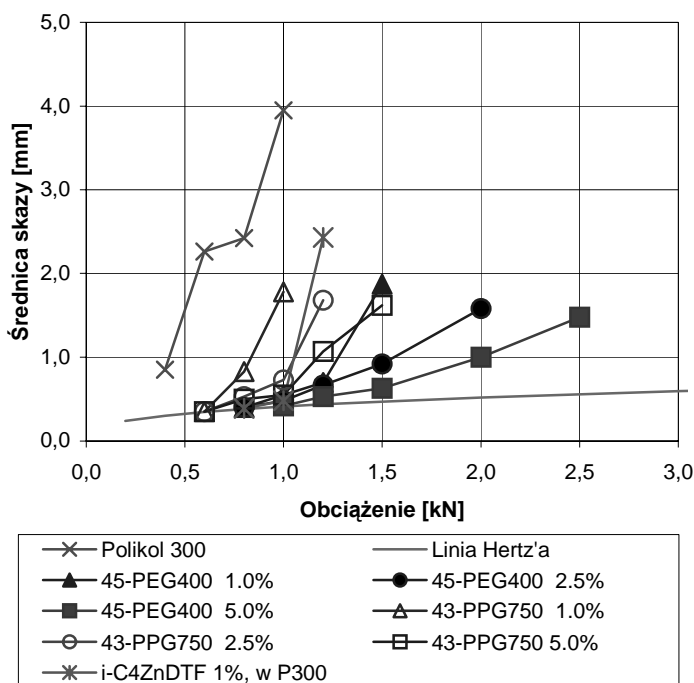 5,0
4,0
3,0
2,0
1,0
0,0
Średnica skazy [mm]
0,0 0,5 1,0 1,5 2,0 2,5 3,0
Obciążenie [kN]
Polikol 300 Linia Hertz'a
45-PEG400 1.0% 45-PEG400 2.5%
45-PEG400 5.0% 43-PPG750 1.0%
43-PPG750 2.5% 43-PPG750 5.0%
i-C4ZnDTF 1%, w P300